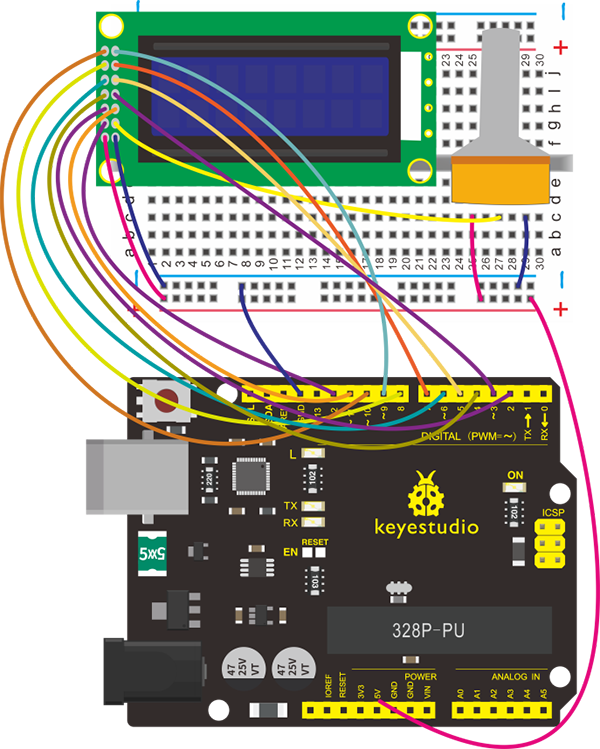 23 24 25 29 30
j
h
f g
a b c d
a b c d e
1 2 3 4 5 6 7 8 9 10 11 12 13 14 15 16 17 18 19 20 21 22 23 24 25 26 27 28 29 30
GND 13 12 ~11 ~10 ~9 8 7 ~6 ~5 4 ~3 2 TX→1 RX←0
DIGITAL (PWM=~)
L
220
102
TX
RX
keyestudio
ON
102
ICSP
RESET
EN
103
5x5
328P-PU
47
25V
VT
47
25V
VT
POWER
ANALOG IN
IOREF RESET 3V3 5V GND GND VIN A0 A1 A2 A3 A4 A5